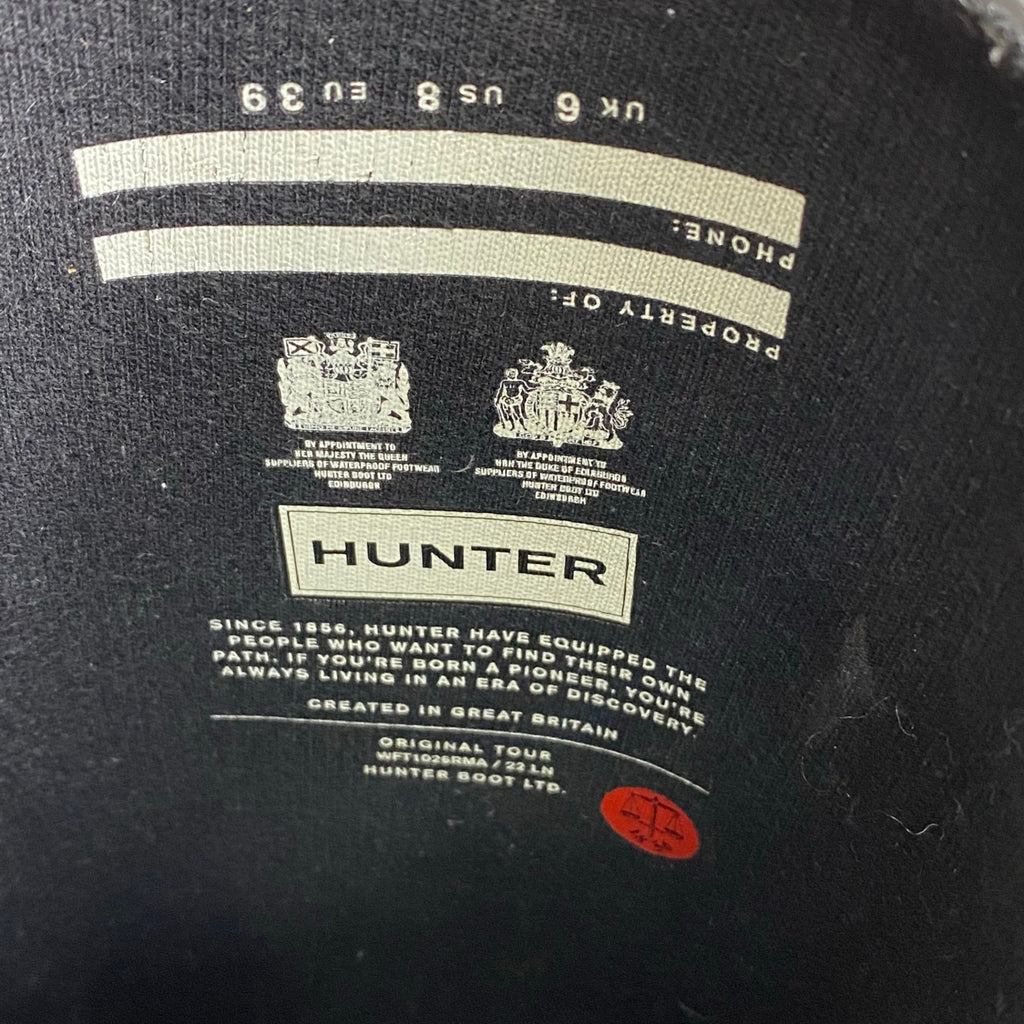 UK 6 US 8 EU 39
PHONE:
PROPERTY OF:
BY APPOINTMENT TO
HER MAJESTY THE QUEEN
SUPPLIERS OF WATERPROOF FOOTWEAR
HUNTER BOOT LTD
EDINBURGH
BY APPOINTMENT TO
HRH THE DUKE OF EDINBURGH
SUPPLIERS OF WATERPROOF FOOTWEAR
HUNTER BOOT LTD
EDINBURGH
HUNTER
SINCE 1856, HUNTER HAVE EQUIPPED THE
PEOPLE WHO WANT TO FIND THEIR OWN
PATH. IF YOU'RE BORN A PIONEER, YOU'RE
ALWAYS LIVING IN AN ERA OF DISCOVERY.
CREATED IN GREAT BRITAIN
ORIGINAL TOUR
WFT1026RMA / 22 LN
HUNTER BOOT LTD.